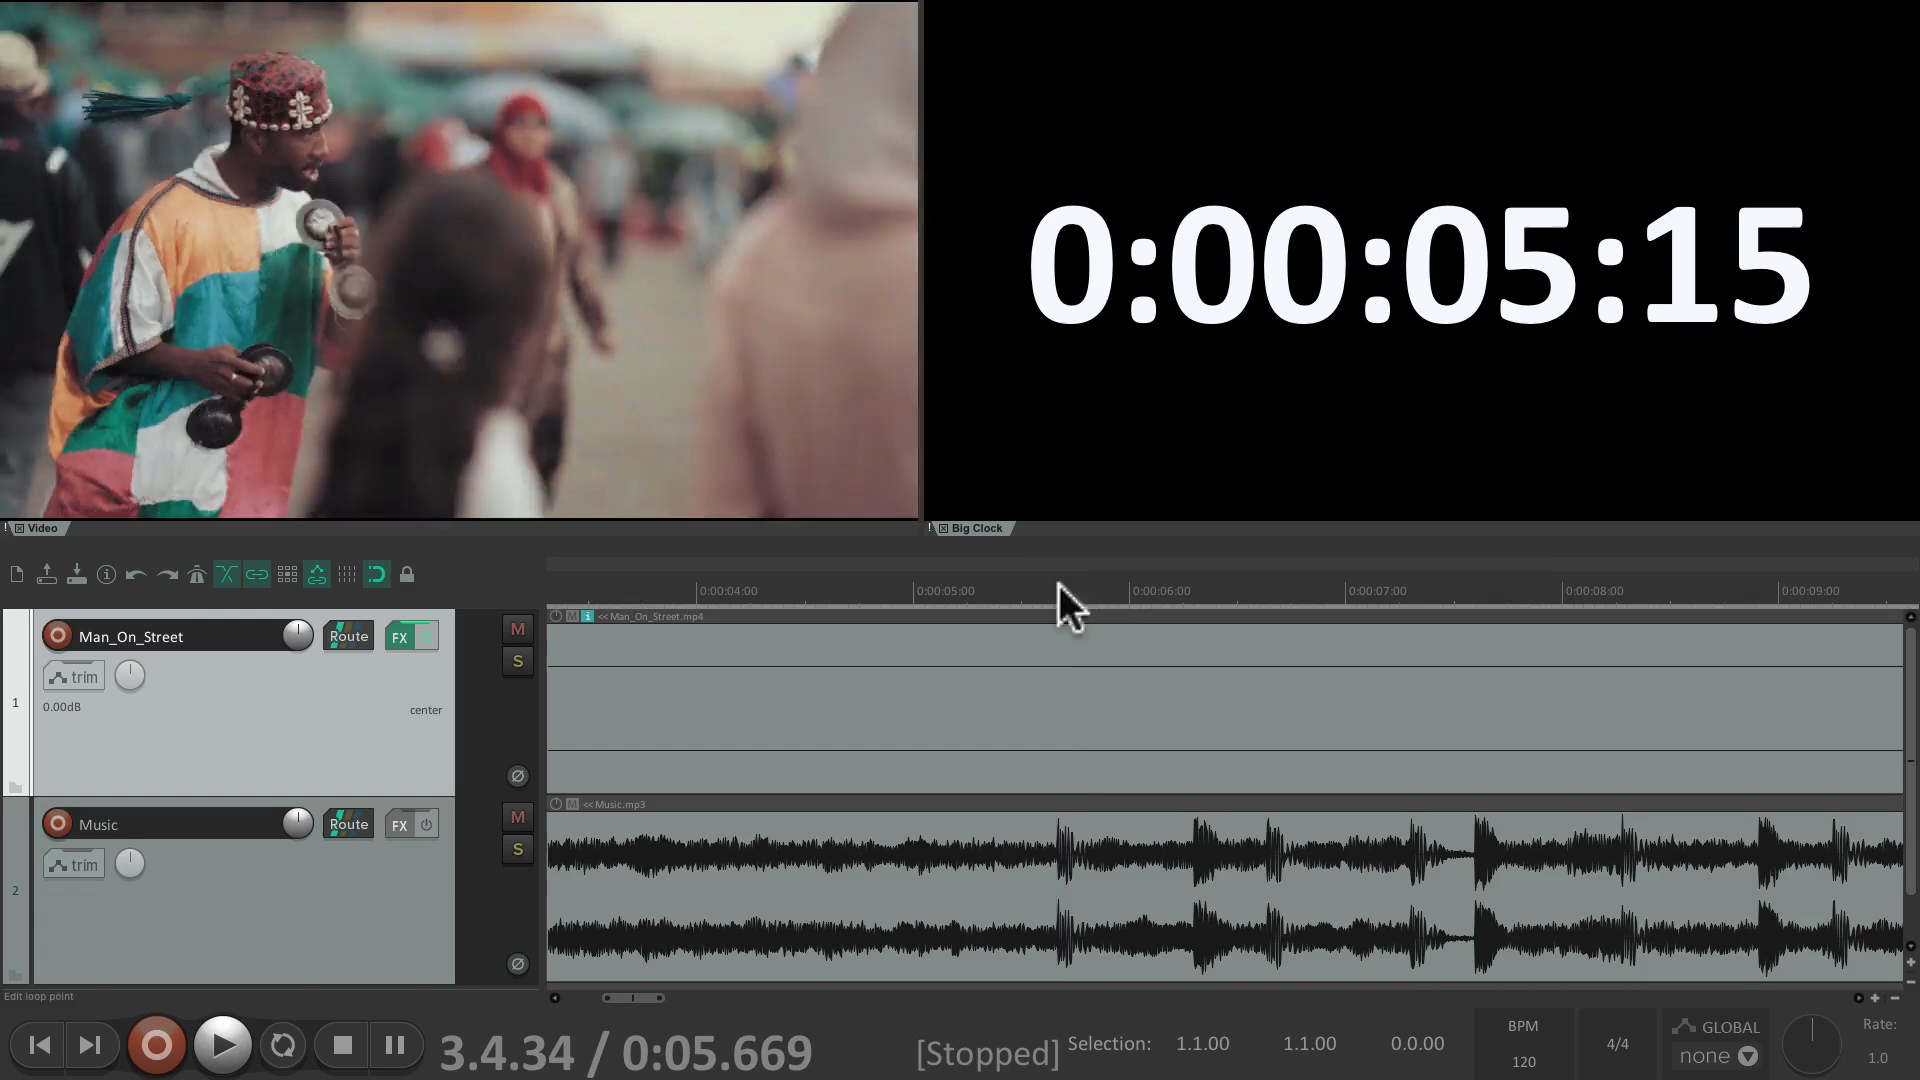 0:00:05:15
Video
Big Clock
0:00:04:00 0:00:05:00 0:00:06:00 0:00:07:00 0:00:08:00 0:00:09:00
<< Man_On_Street.mp4
1
Man_On_Street
Route
FX
M
S
trim
0.00dB
center
<< Music.mp3
2
Music
Route
FX
M
S
trim
Edit loop point
3.4.34 / 0:05.669
[Stopped]
Selection: 1.1.00 1.1.00 0.0.00
BPM
120
4/4
GLOBAL
none
Rate:
1.0